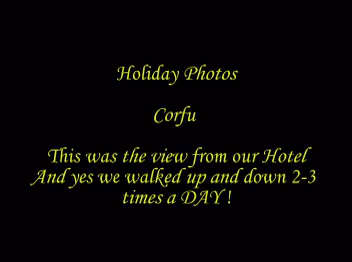 Holiday Photos
Corfu
This was the view from our Hotel
And yes we walked up and down 2-3
times a DAY !